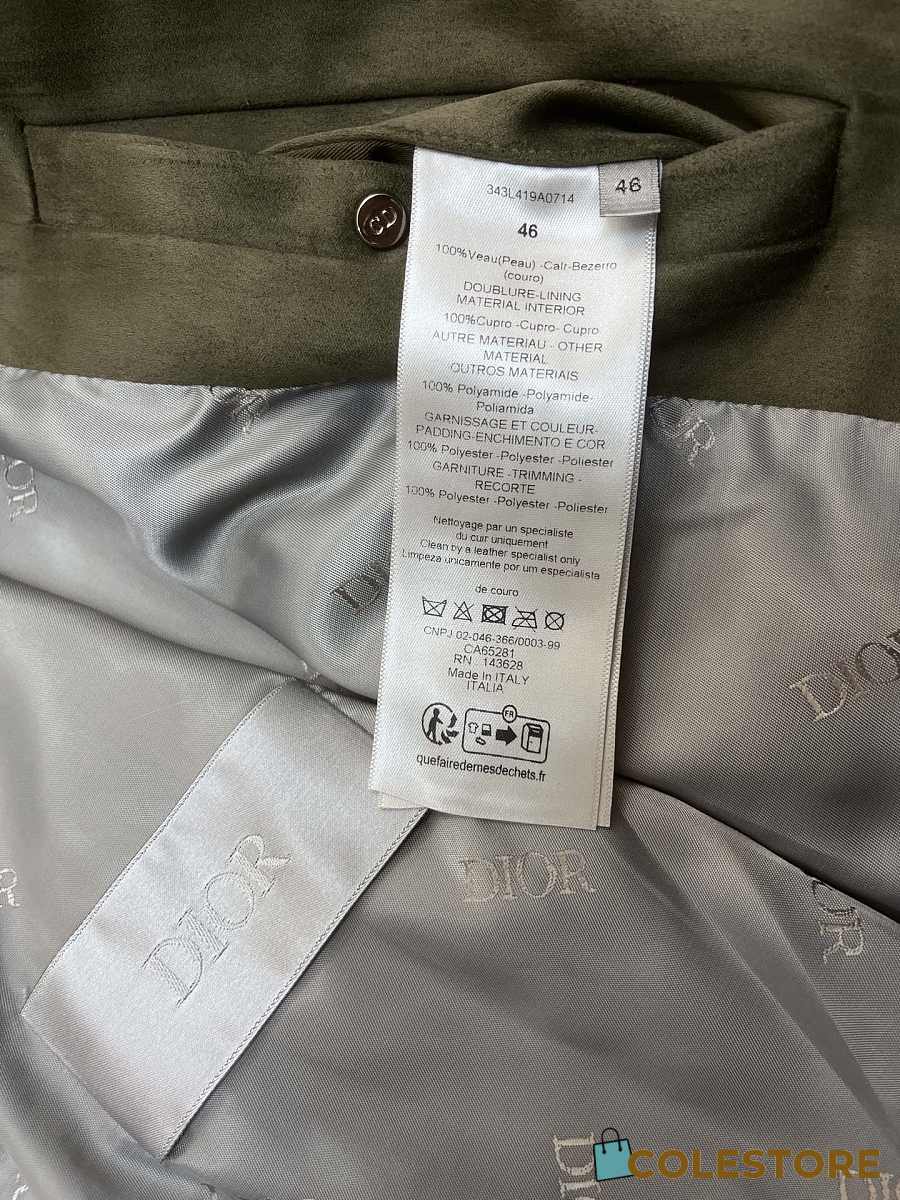 343L419A0714
46
46
100%Veau(Peau) -Calr-Bezerro
(couro)
DOUBLURE-LINING
MATERIAL INTERIOR
100%Cupro -Cupro- Cupro
AUTRE MATERIAU - OTHER
MATERIAL
OUTROS MATERIAIS
100% Polyamide -Polyamide-
Poliamida
GARNISSAGE ET COULEUR-
PADDING-ENCHIMENTO E COR
100% Polyester -Polyester -Poliester
GARNITURE -TRIMMING -
RECORTE
100% Polyester -Polyester -Poliester
Nettoyage par un specialiste
du cuir uniquement
Clean by a leather specialist only
Limpeza unicamente por um especialista
de couro
CNPJ 02-046-366/0003-99
CA65281
RN . 143628
Made In ITALY
ITALIA
FR
quefairedemesdechets.fr
CD
DIOR
DIOR
DIOR
DIOR
DIOR
COLESTORE